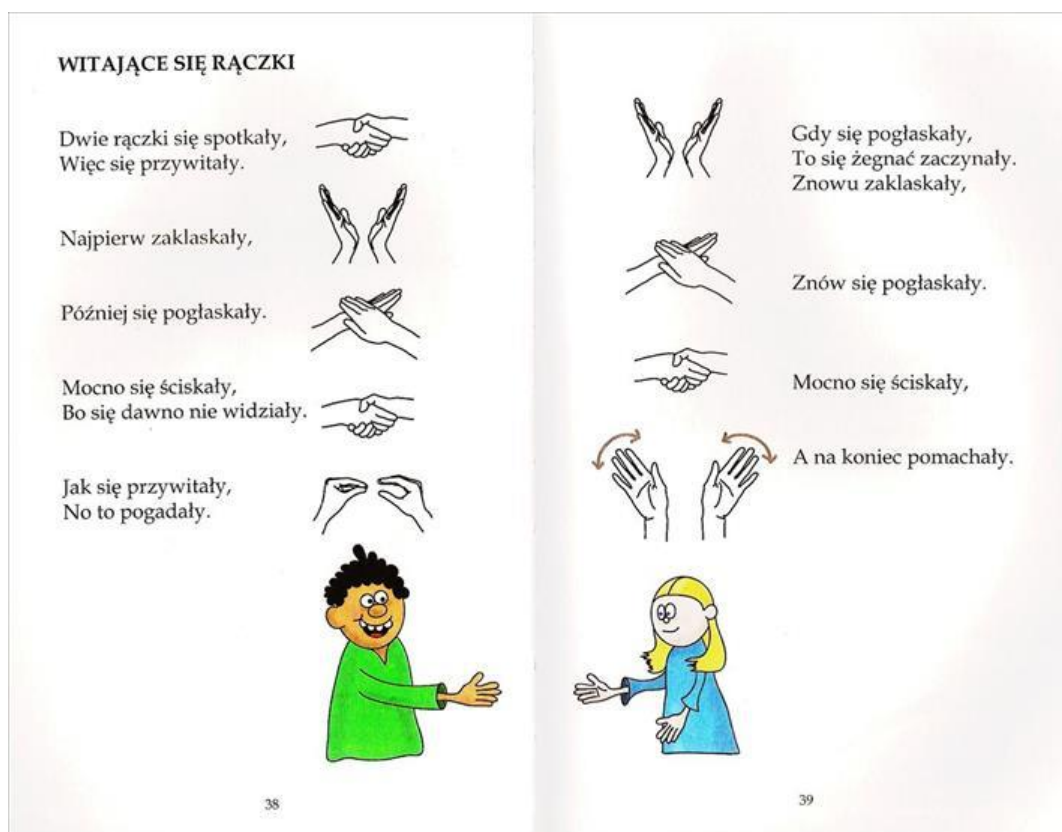 WITAJĄCE SIĘ RĄCZKI
Dwie rączki się spotkały,
Więc się przywitały.
Najpierw zaklaskały,
Później się pogłaskały.
Mocno się ściskały,
Bo się dawno nie widziały.
Jak się przywitały,
No to pogadały.
38
Gdy się pogłaskały,
To się żegnać zaczynały.
Znowu zaklaskały,
Znów się pogłaskały.
Mocno się ściskały,
A na koniec pomachały.
39